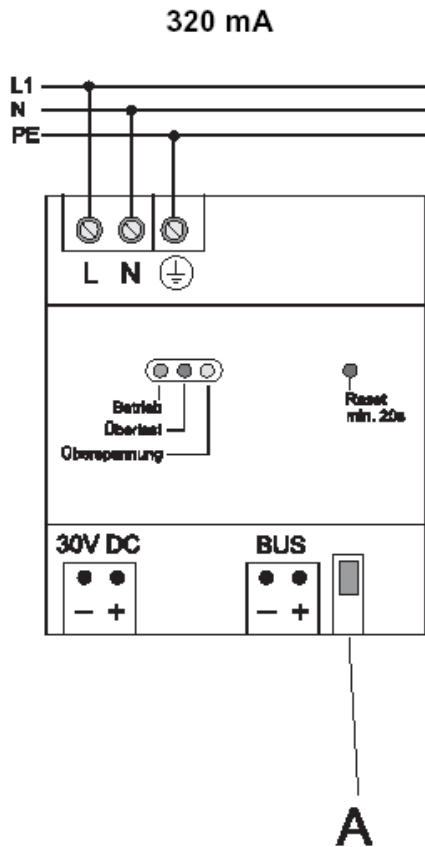 320 mA
L1
N
PE
L N
Betrieb
Überlast
Überspannung
Reset
min. 20s
30V DC BUS
− + − +
A